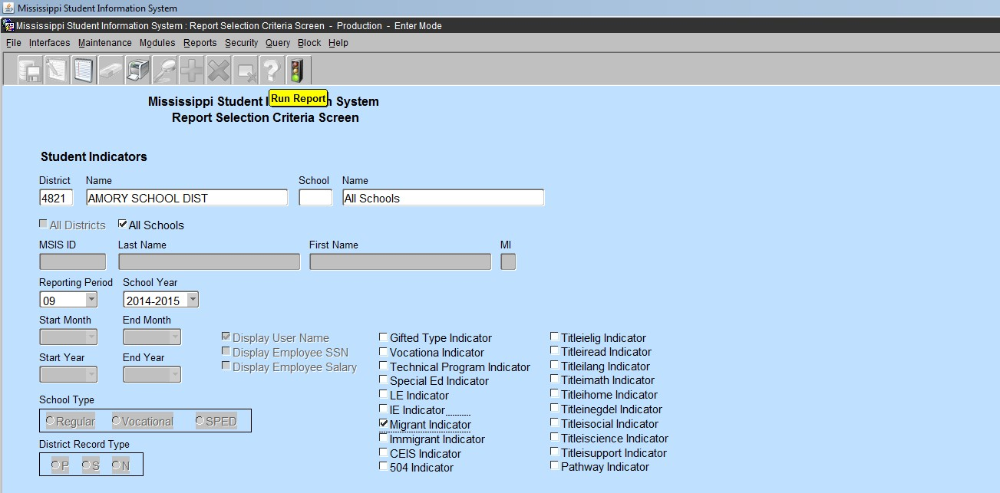 Mississippi Student Information System
Mississippi Student Information System : Report Selection Criteria Screen - Production - Enter Mode
File Interfaces Maintenance Modules Reports Security Query Block Help
Run Report
Mississippi Student I n System
Report Selection Criteria Screen
Student Indicators
District Name School Name
4821 AMORY SCHOOL DIST All Schools
All Districts All Schools
MSIS ID Last Name First Name MI
Reporting Period School Year
09 2014-2015
Start Month End Month
Display User Name Gifted Type Indicator Titleielig Indicator
Start Year End Year Display Employee SSN Vocationa Indicator Titleiread Indicator
Display Employee Salary Technical Program Indicator Titleilang Indicator
Special Ed Indicator Titleimath Indicator
School Type LE Indicator Titleihome Indicator
IE Indicator Titleinegdel Indicator
Regular Vocational SPED Migrant Indicator Titleisocial Indicator
District Record Type Immigrant Indicator Titleiscience Indicator
CEIS Indicator Titleisupport Indicator
P S N 504 Indicator Pathway Indicator